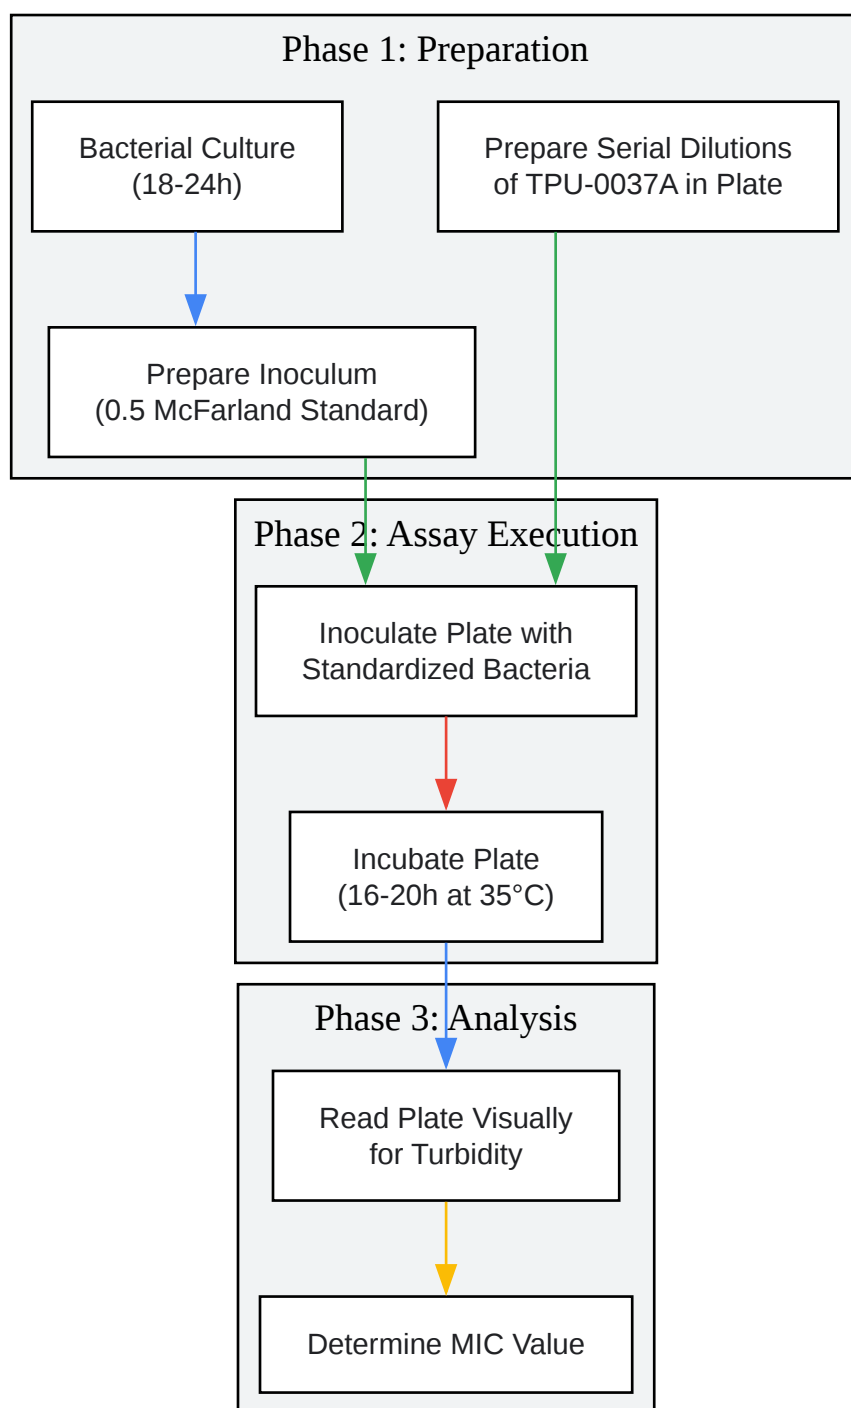 Phase 1: Preparation
Bacterial Culture
(18-24h)
Prepare Serial Dilutions
of TPU-0037A in Plate
Prepare Inoculum
(0.5 McFarland Standard)
Phase 2: Assay Execution
Inoculate Plate with
Standardized Bacteria
Incubate Plate
(16-20h at 35°C)
Phase 3: Analysis
Read Plate Visually
for Turbidity
Determine MIC Value